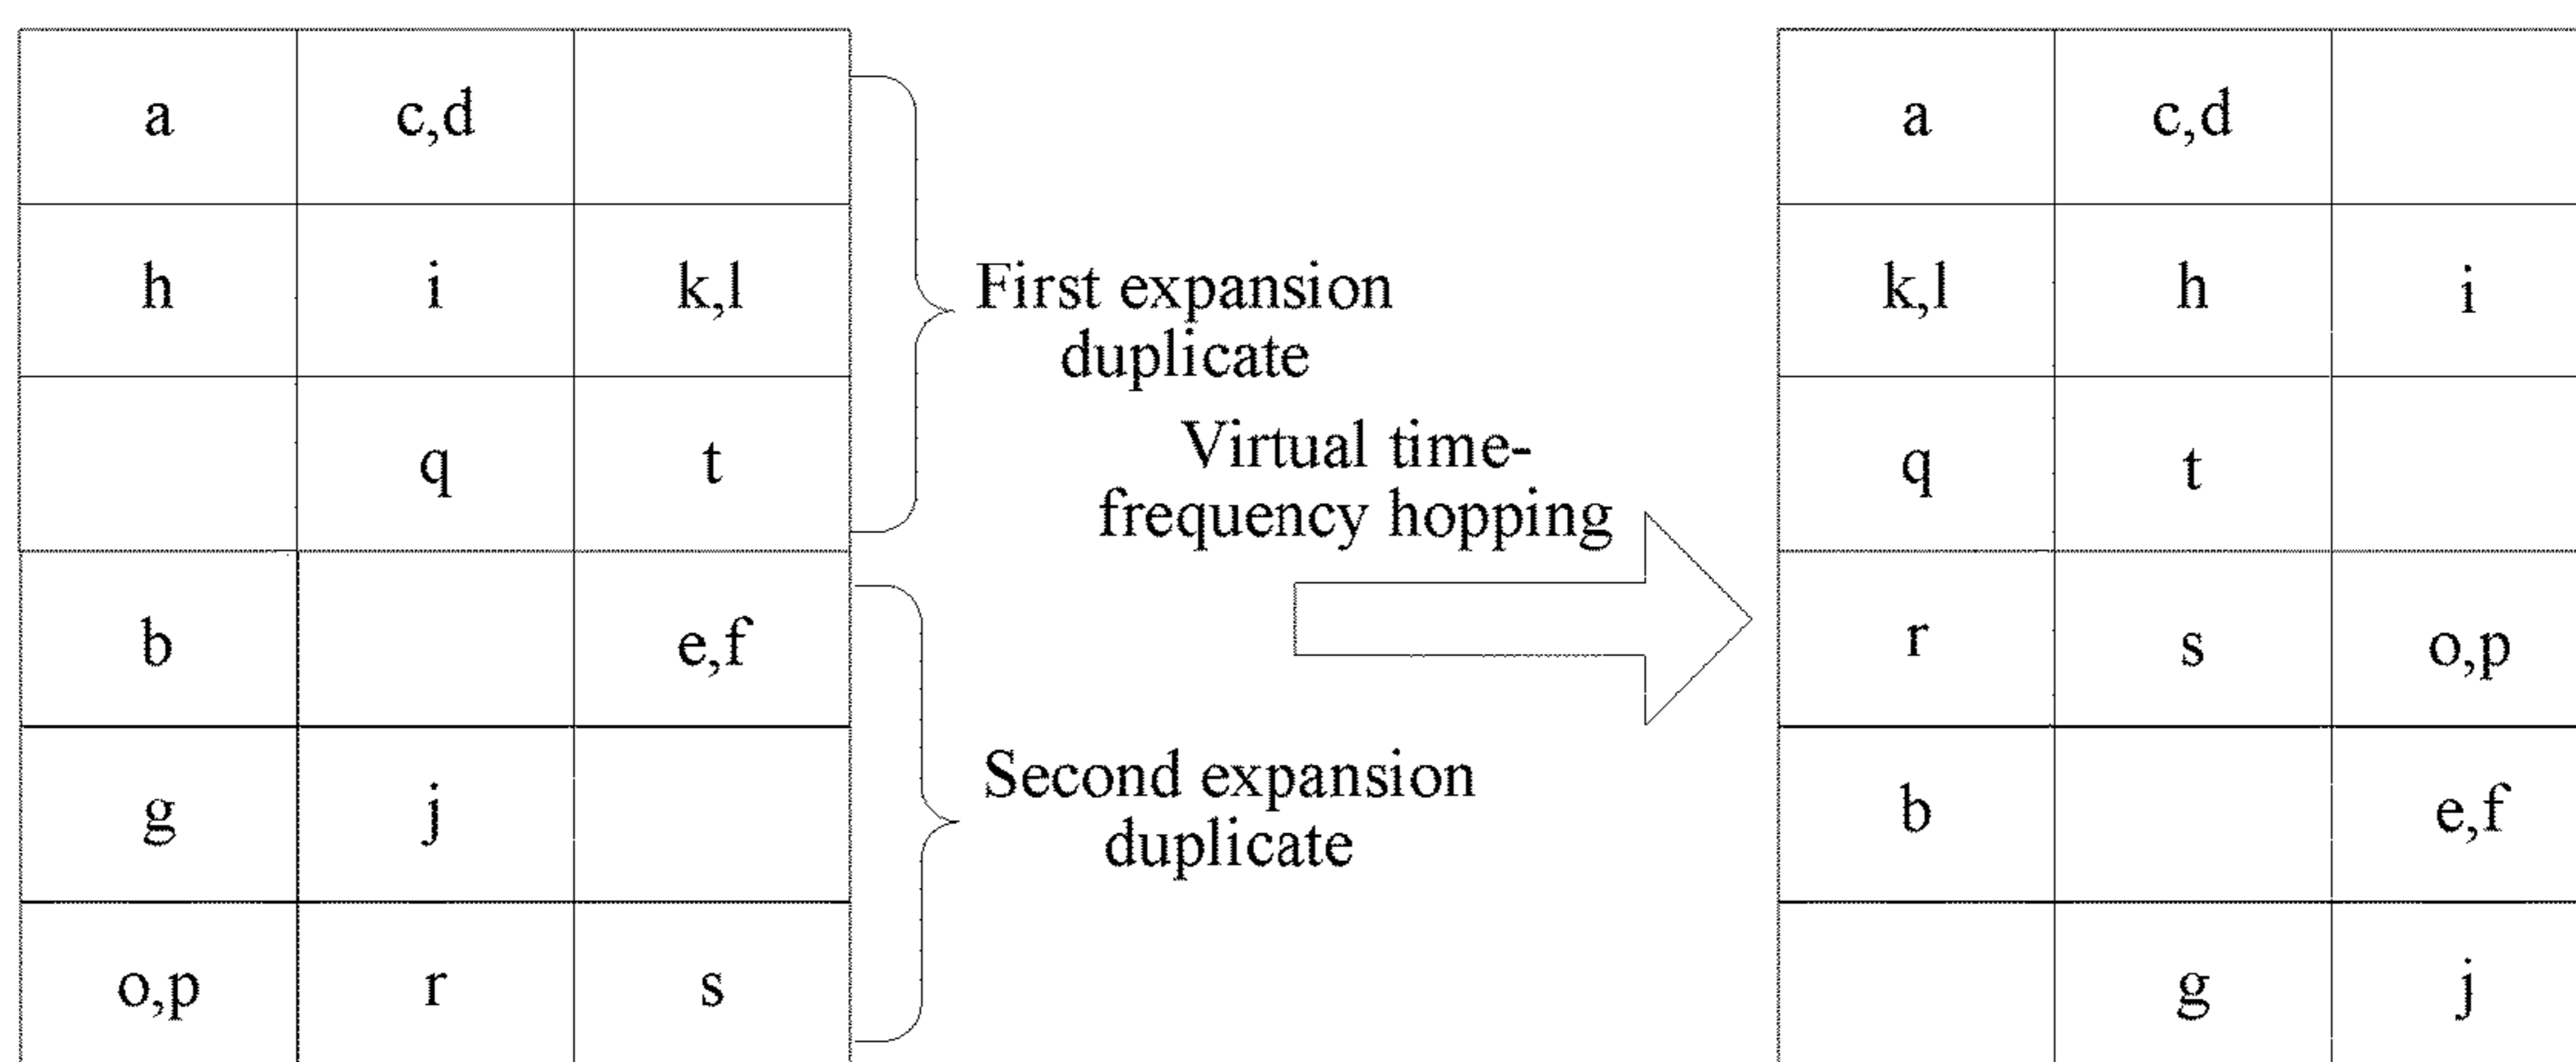 a c,d
h i k,l
q t
b e,f
g j
o,p r s
First expansion
duplicate
Virtual time-
frequency hopping
Second expansion
duplicate
a c,d
k,l h i
q t
r s o,p
b e,f
g j